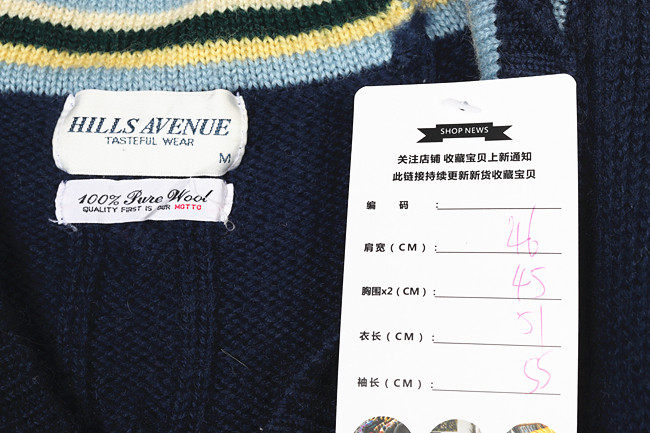 HILLS AVENUE
TASTEFUL WEAR
M
100% Pure Wool
QUALITY FIRST IS OUR MOTTO
SHOP NEWS
关注店铺 收藏宝贝上新通知
此链接持续更新新货收藏宝贝
编 码 :
肩宽(CM): 46
胸围x2(CM): 45
衣长(CM): 51
袖长(CM): 55